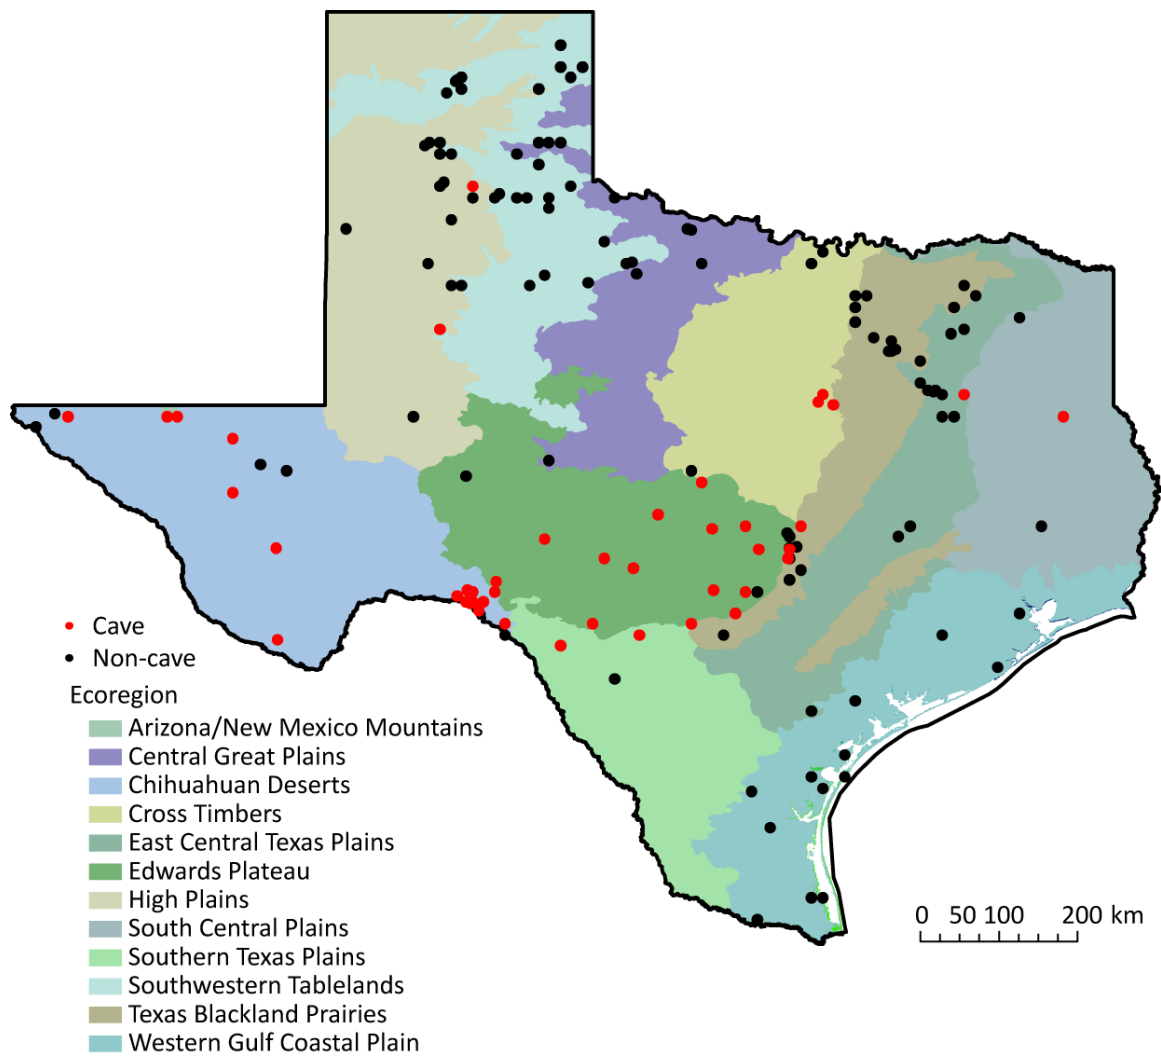 Cave
Non-cave
Ecoregion
Arizona/New Mexico Mountains
Central Great Plains
Chihuahuan Deserts
Cross Timbers
East Central Texas Plains
Edwards Plateau
High Plains
South Central Plains
Southern Texas Plains
Southwestern Tablelands
Texas Blackland Prairies
Western Gulf Coastal Plain
0 50 100 200 km